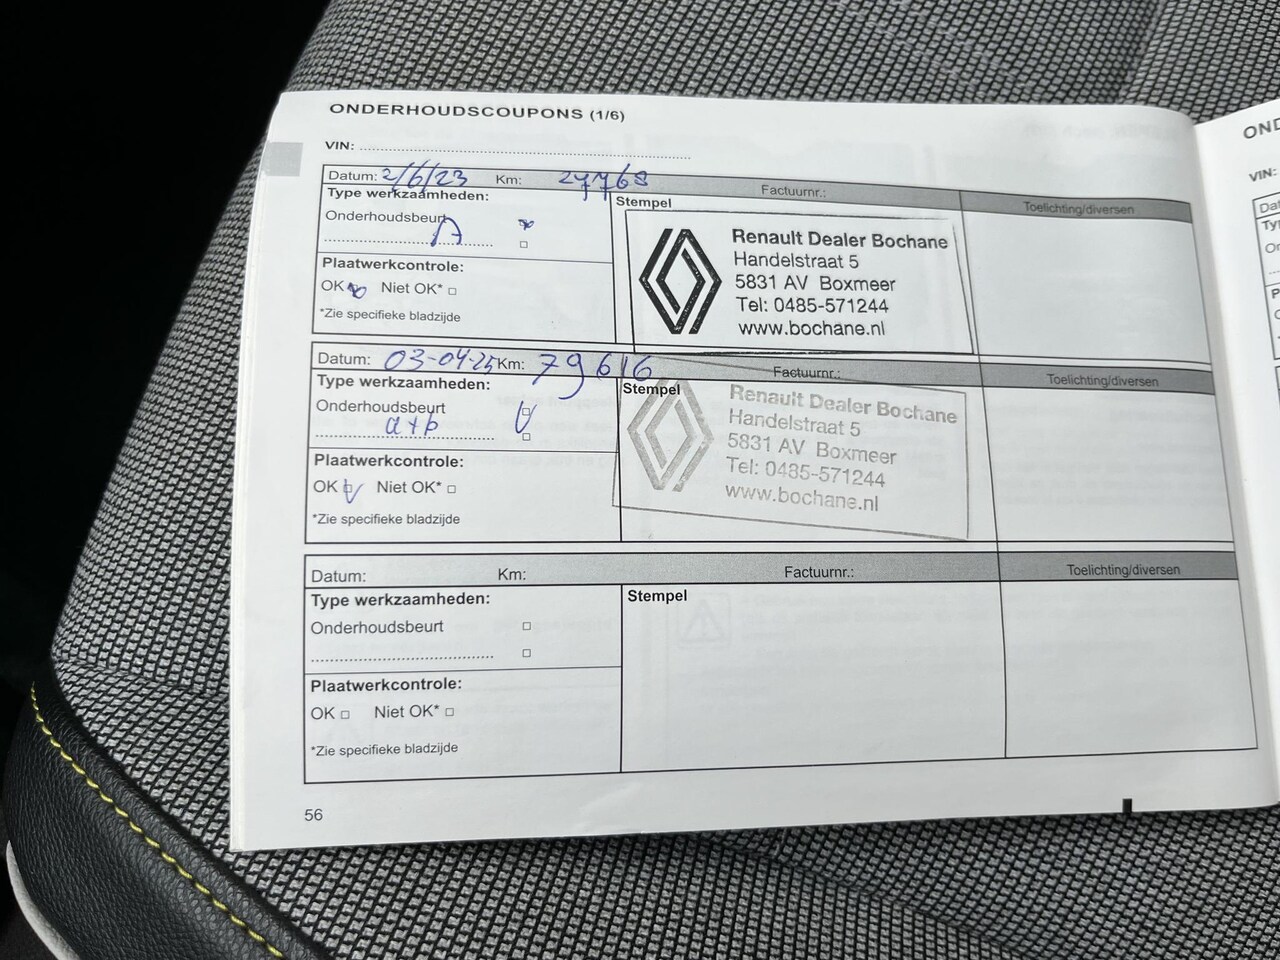 ONDERHOUDSCOUPONS (1/6)
VIN:
Datum: 2/6/23 Km: 27768 Factuurnr.: Toelichting/diversen
Type werkzaamheden:
Stempel
Onderhoudsbeurt
A
Plaatwerkcontrole:
OK Niet OK* □
*Zie specifieke bladzijde
Renault Dealer Bochane
Handelstraat 5
5831 AV Boxmeer
Tel: 0485-571244
www.bochane.nl
Datum: 03-04-25 Km: 79616 Factuurnr.: Toelichting/diversen
Type werkzaamheden:
Stempel
Onderhoudsbeurt
a+b
Plaatwerkcontrole:
OK □ Niet OK* □
*Zie specifieke bladzijde
Renault Dealer Bochane
Handelstraat 5
5831 AV Boxmeer
Tel: 0485-571244
www.bochane.nl
Datum: Km: Factuurnr.: Toelichting/diversen
Type werkzaamheden:
Stempel
Onderhoudsbeurt □
Plaatwerkcontrole:
OK □ Niet OK* □
*Zie specifieke bladzijde
56
VIN: